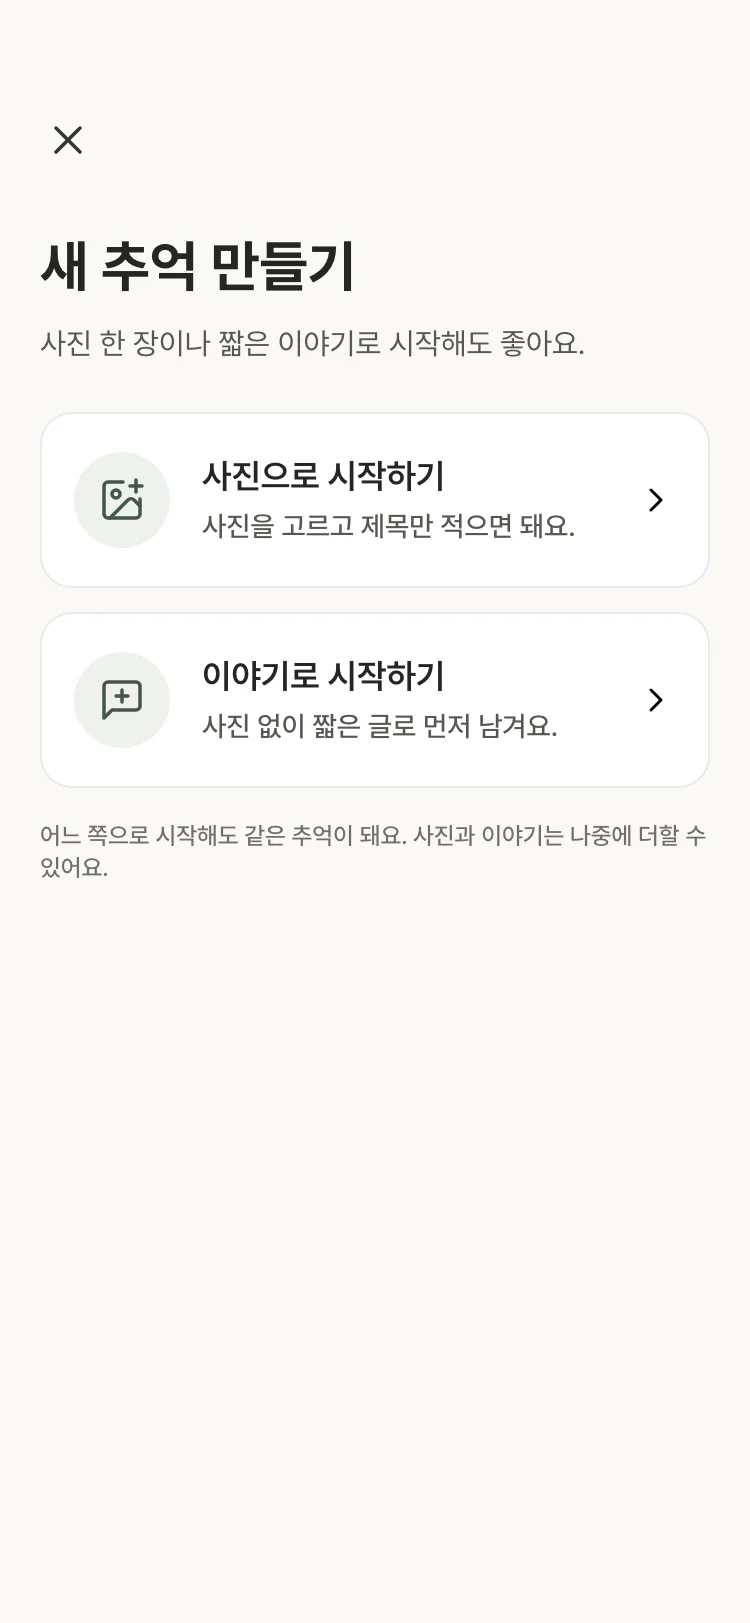 새 추억 만들기
사진 한 장이나 짧은 이야기로 시작해도 좋아요.
사진으로 시작하기
사진을 고르고 제목만 적으면 돼요.
이야기로 시작하기
사진 없이 짧은 글로 먼저 남겨요.
어느 쪽으로 시작해도 같은 추억이 돼요. 사진과 이야기는 나중에 더할 수
있어요.